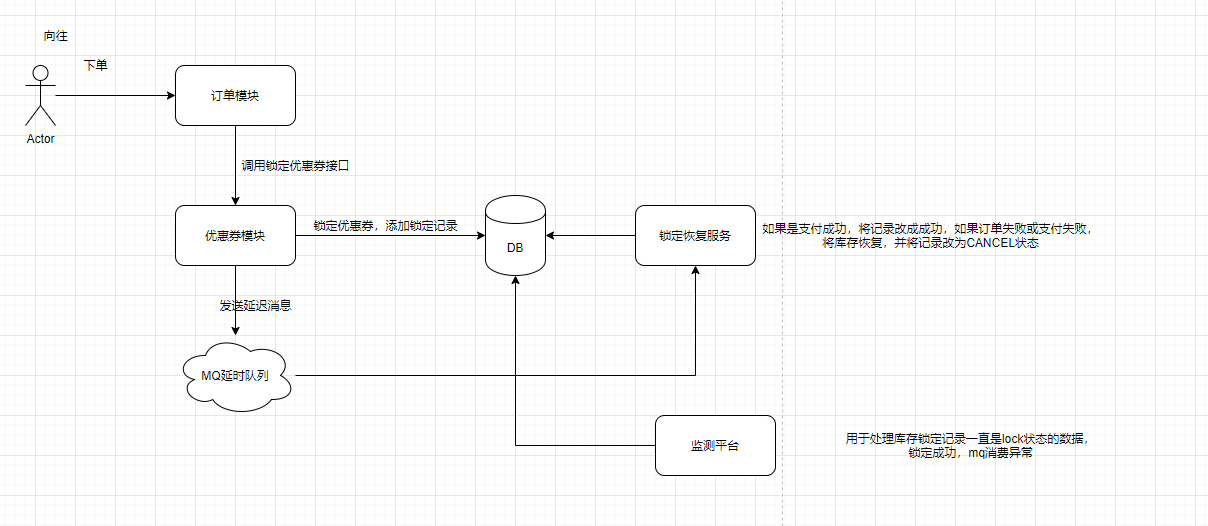 向往
下单
订单模块
Actor
调用锁定优惠券接口
优惠券模块
锁定优惠券，添加锁定记录
DB
锁定恢复服务
如果是支付成功，将记录改成成功，如果订单失败或支付失败，
将库存恢复，并将记录改为CANCEL状态
发送延迟消息
MQ延时队列
监测平台
用于处理库存锁定记录一直是lock状态的数据，
锁定成功，mq消费异常